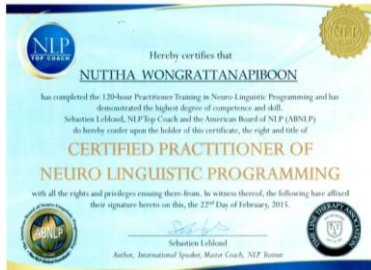 NLP
TOP COACH
Hereby certifies that
NUTTHA WONGRATTANAPIBOON
has completed the 120-hour Practitioner Training in Neuro-Linguistic Programming and has
demonstrated the highest degree of competence and skill.
Sebastien Leblond, NLP Top Coach and the American Board of NLP (ABNLP)
do hereby confer upon the holder of this certificate, the right and title of
CERTIFIED PRACTITIONER OF
NEURO LINGUISTIC PROGRAMMING
with all the rights and privileges ensuing there-from. In witness thereof, the following have affixed
their signature hereto on this, the 22nd Day of February, 2015.
ABNLP
TIME LINE THERAPY ASSOCIATION
Sebastien Leblond
Author, International Speaker, Master Coach, NLP Trainer